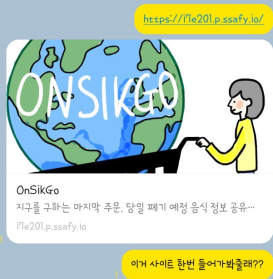 https://i7e201.p.ssafy.io/
ONSIKGO
OnSikGo
지구를 구하는 마지막 주문, 당일 폐기 예정 음식 정보 공유…
i7e201.p.ssafy.io
이거 사이트 한번 들어가봐줄래??